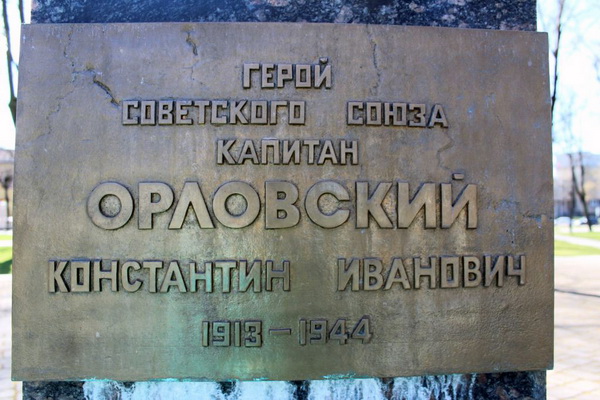 ГЕРОЙ
СОВЕТСКОГО СОЮЗА
КАПИТАН
ОРЛОВСКИЙ
КОНСТАНТИН ИВАНОВИЧ
1913–1944